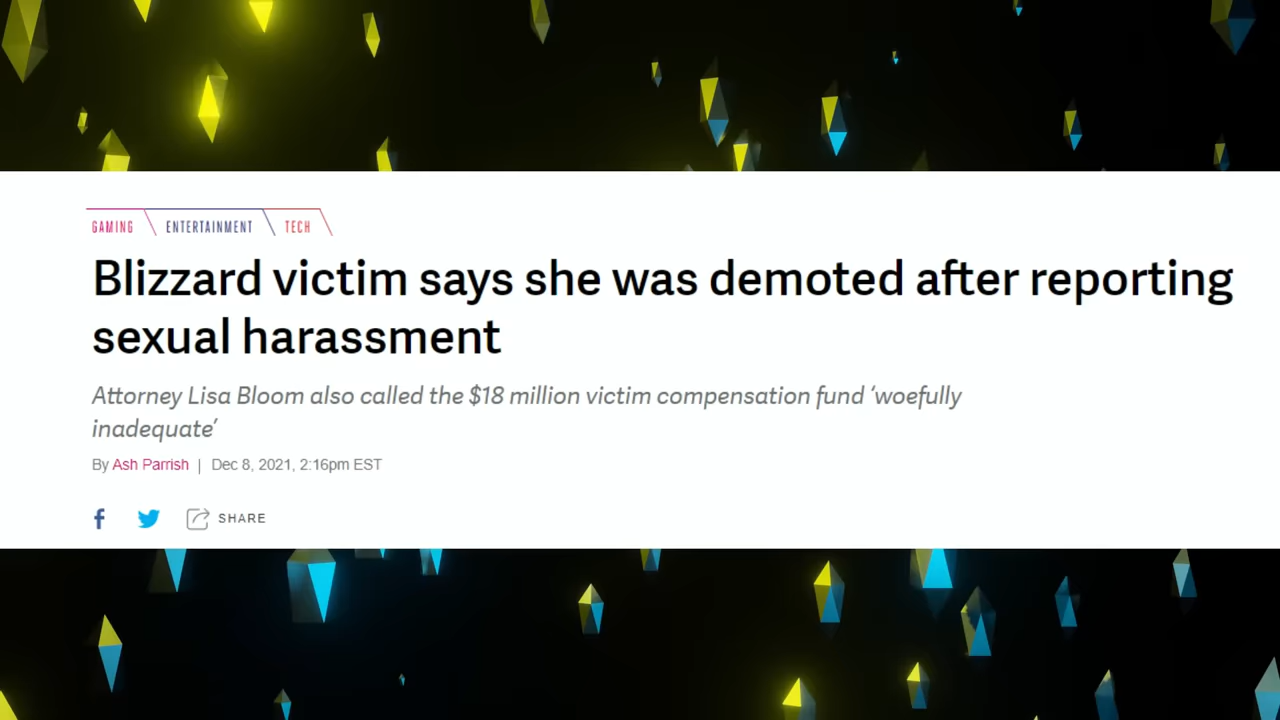 GAMING ENTERTAINMENT TECH
Blizzard victim says she was demoted after reporting
sexual harassment
Attorney Lisa Bloom also called the $18 million victim compensation fund ‘woefully
inadequate’
By Ash Parrish | Dec 8, 2021, 2:16pm EST
SHARE